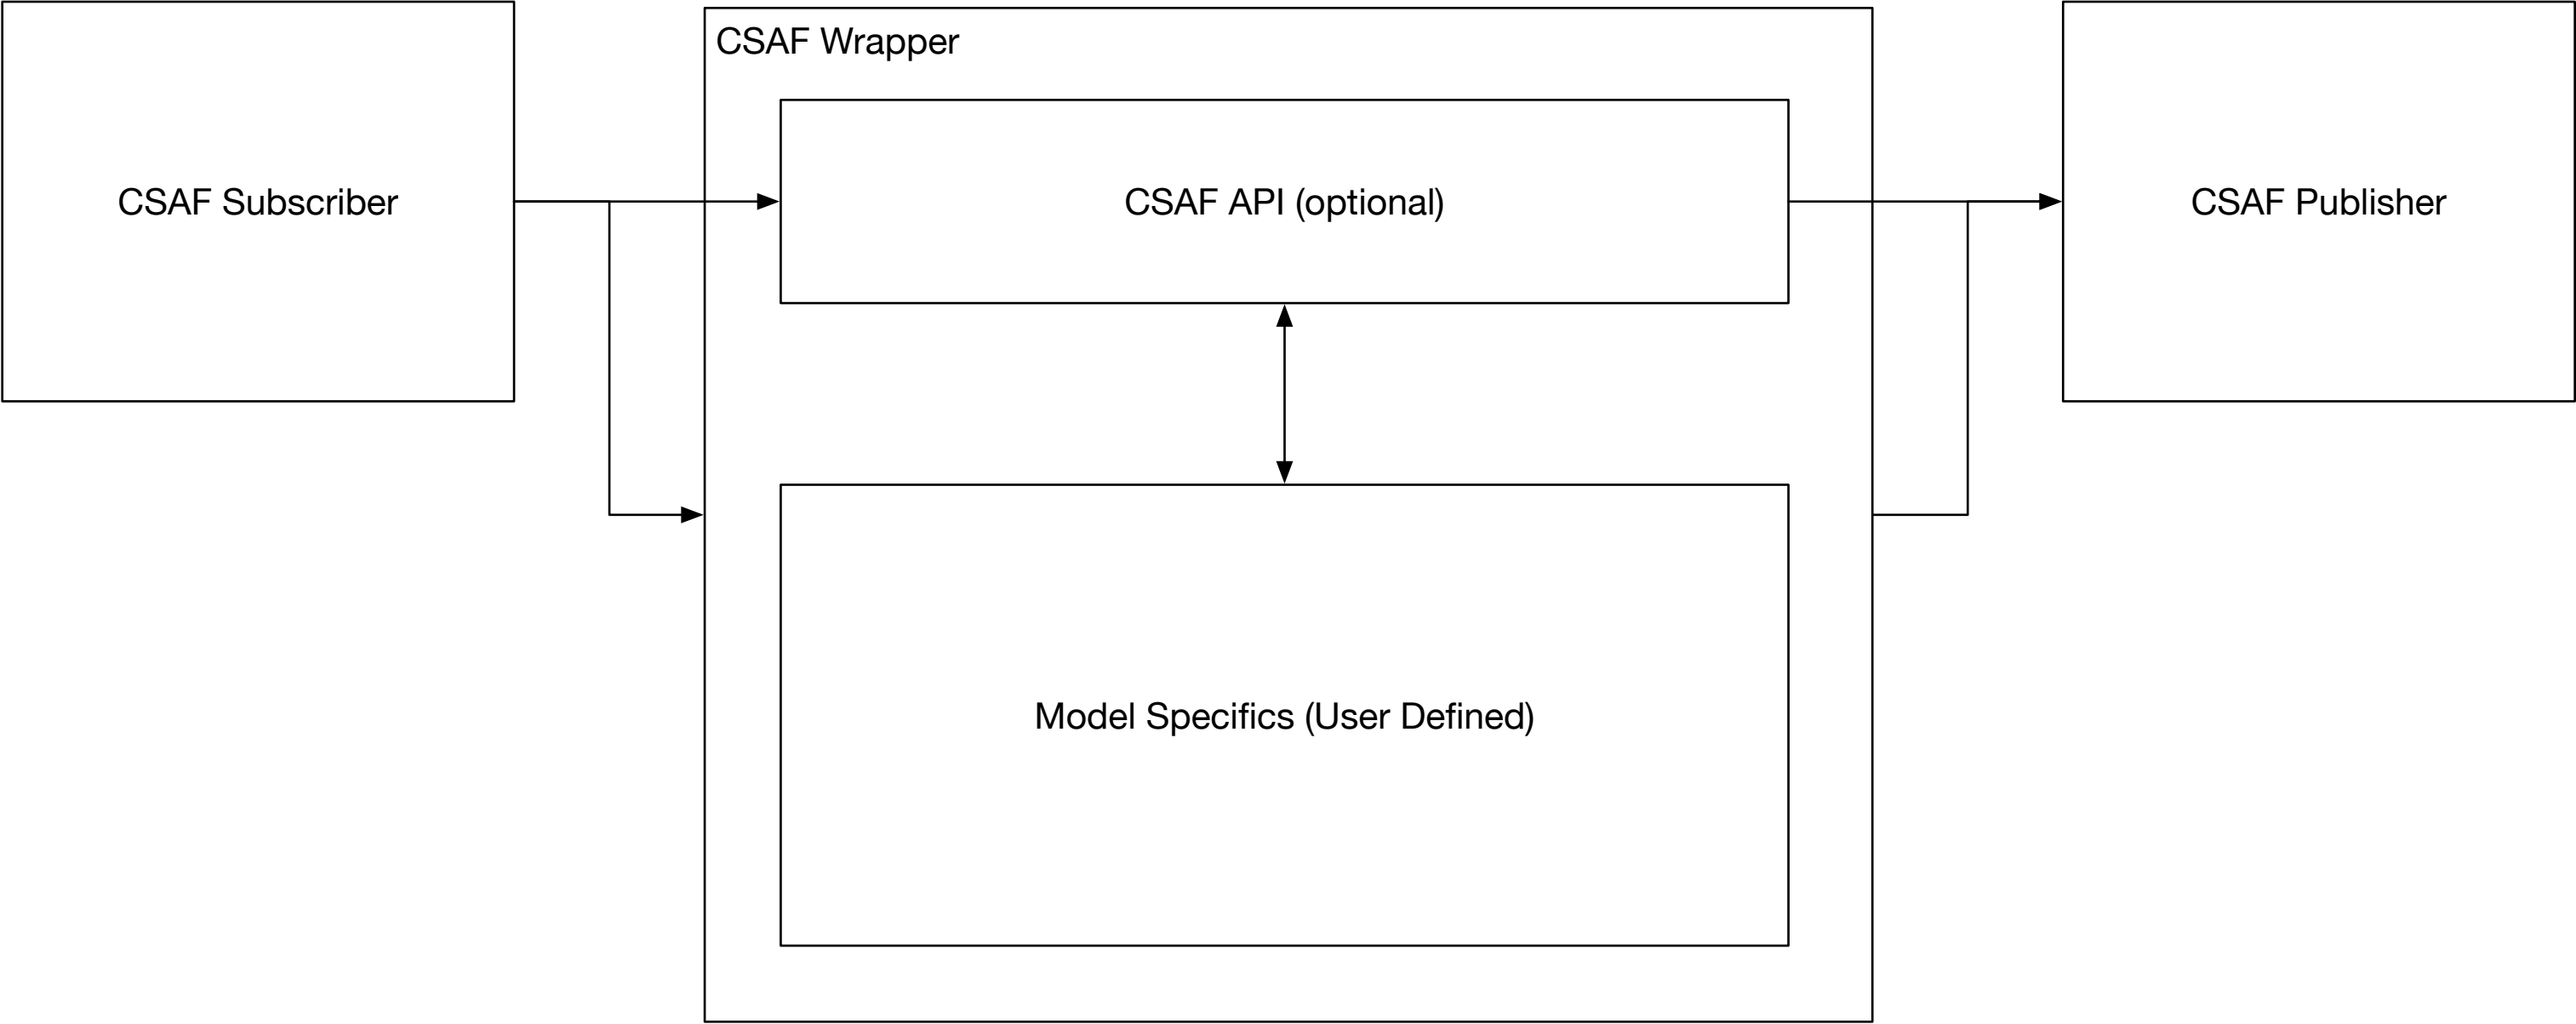 CSAF Wrapper
CSAF Subscriber
CSAF API (optional)
CSAF Publisher
Model Specifics (User Defined)